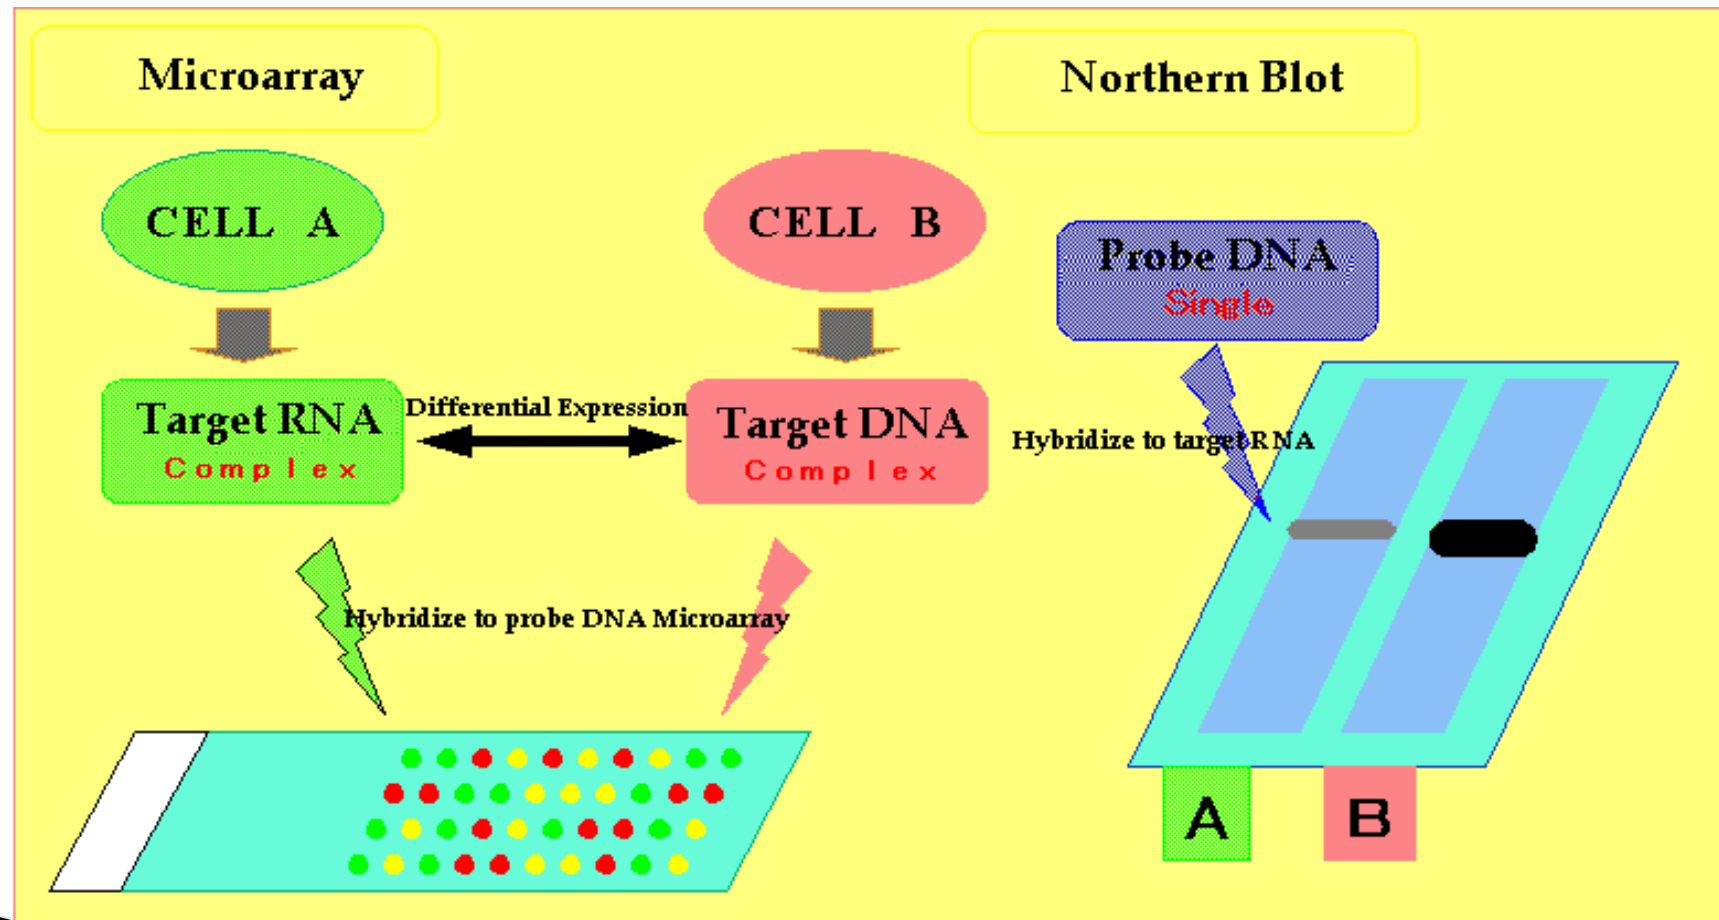 Microarray
Northern Blot
CELL A
CELL B
Probe DNA
Single
Target RNA
Complex
Differential Expression
Target DNA
Complex
Hybridize to target RNA
Hybridize to probe DNA Microarray
A
B